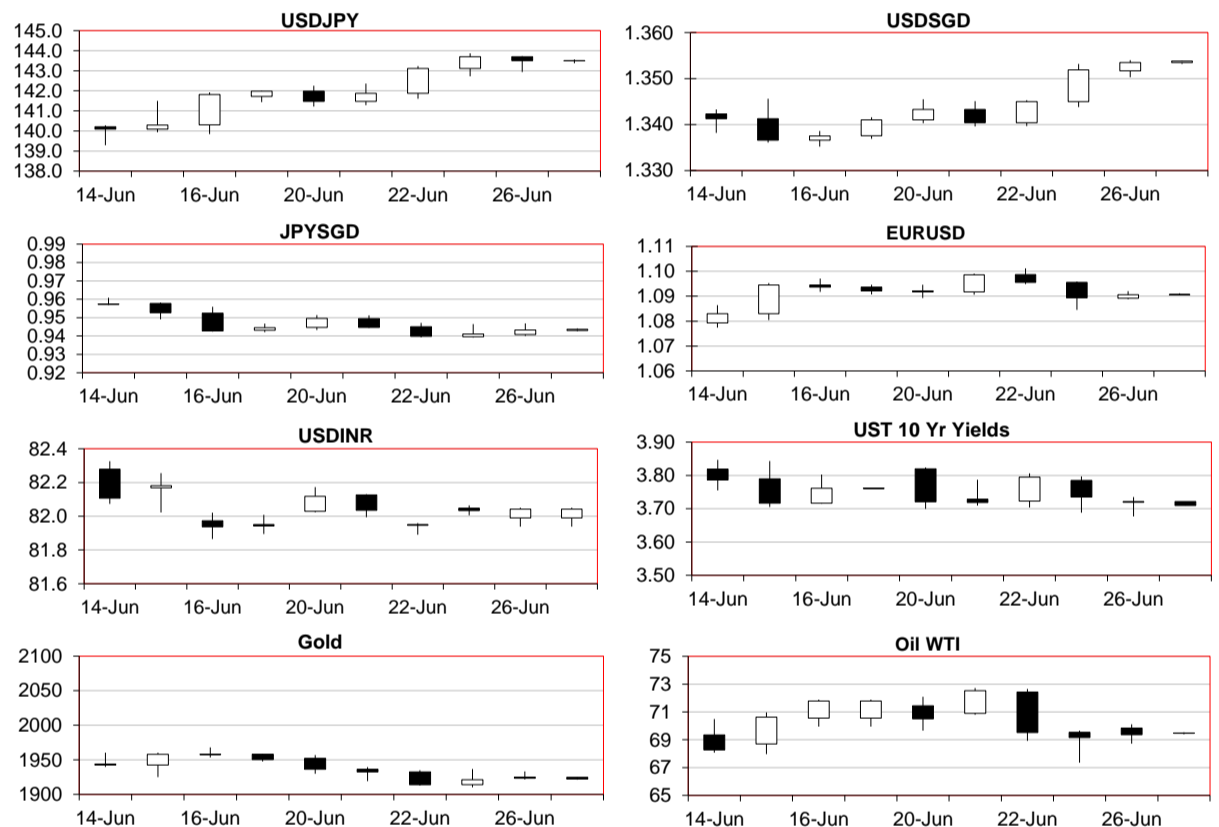 USDJPY
145.0
144.0
143.0
142.0
141.0
140.0
139.0
138.0
14-Jun 16-Jun 20-Jun 22-Jun 26-Jun
USDSGD
1.360
1.350
1.340
1.330
14-Jun 16-Jun 20-Jun 22-Jun 26-Jun
JPYSGD
0.99
0.98
0.97
0.96
0.95
0.94
0.93
0.92
14-Jun 16-Jun 20-Jun 22-Jun 26-Jun
EURUSD
1.11
1.10
1.09
1.08
1.07
1.06
14-Jun 16-Jun 20-Jun 22-Jun 26-Jun
USDINR
82.4
82.2
82.0
81.8
81.6
14-Jun 16-Jun 20-Jun 22-Jun 26-Jun
UST 10 Yr Yields
3.90
3.80
3.70
3.60
3.50
14-Jun 16-Jun 20-Jun 22-Jun 26-Jun
Gold
2100
2050
2000
1950
1900
14-Jun 16-Jun 20-Jun 22-Jun 26-Jun
Oil WTI
75
73
71
69
67
65
14-Jun 16-Jun 20-Jun 22-Jun 26-Jun